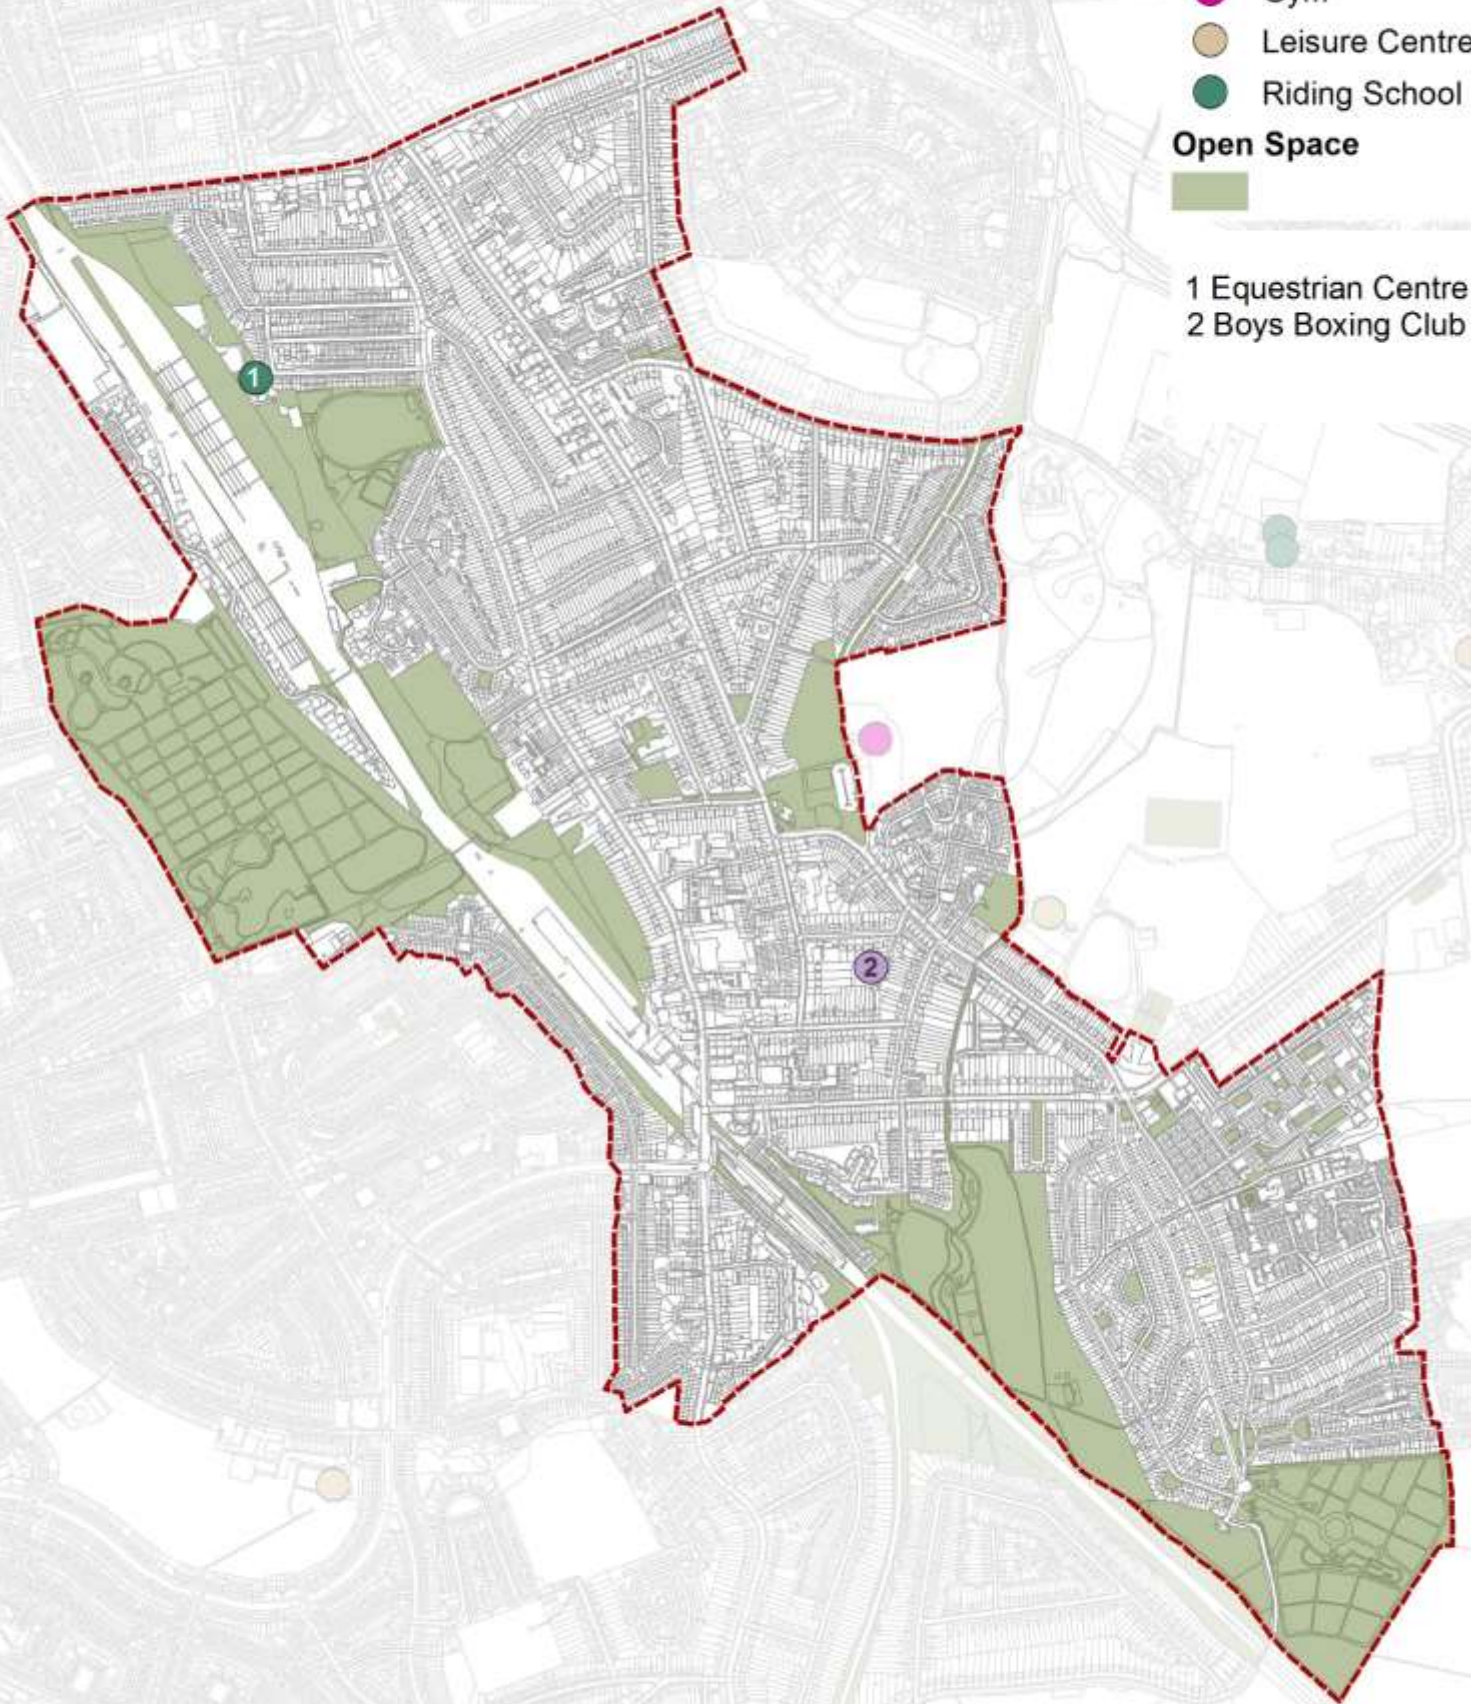 Leisure Centre
Riding School
Open Space
1 Equestrian Centre
2 Boys Boxing Club
1
2